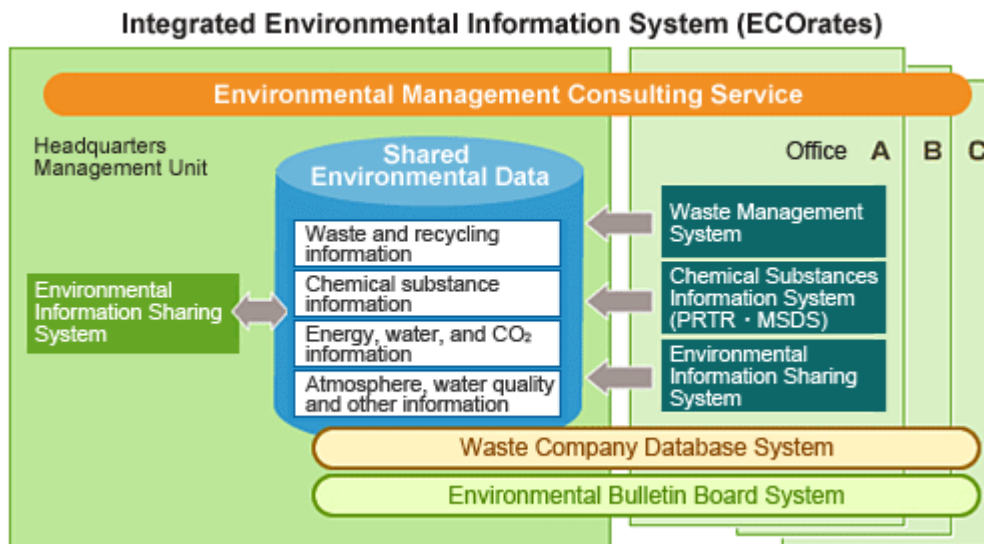 Integrated Environmental Information System (ECOrates)
Environmental Management Consulting Service
Headquarters
Management Unit
Office A B C
Shared
Environmental Data
Waste and recycling
information
Chemical substance
information
Energy, water, and CO₂
information
Atmosphere, water quality
and other information
Environmental
Information Sharing
System
Waste Management
System
Chemical Substances
Information System
(PRTR・MSDS)
Environmental
Information Sharing
System
Waste Company Database System
Environmental Bulletin Board System